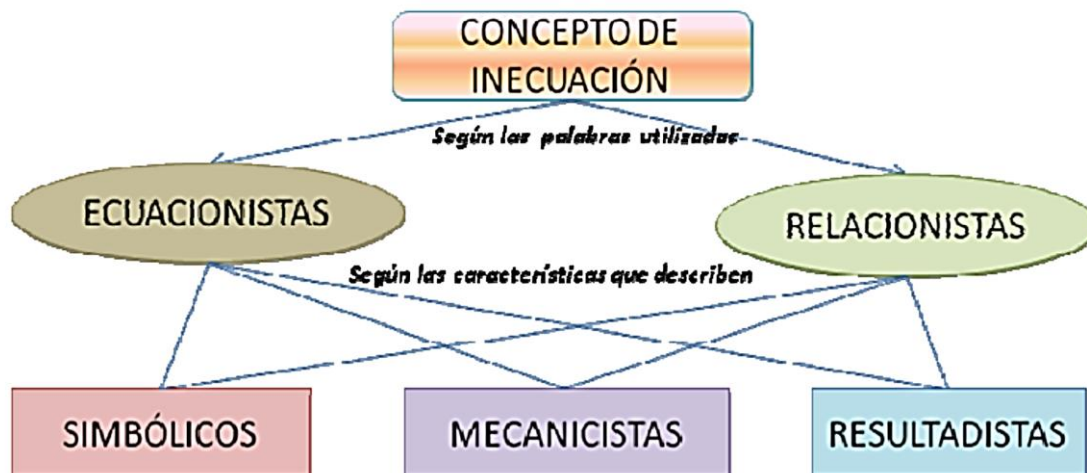 CONCEPTO DE
INECUACIÓN
Según las palabras utilizadas
ECUACIONISTAS
RELACIONISTAS
Según las características que describen
SIMBÓLICOS
MECANICISTAS
RESULTADISTAS